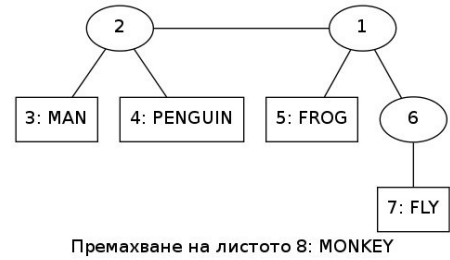 2 1
3: MAN 4: PENGUIN 5: FROG 6
7: FLY
Премахване на листото 8: MONKEY